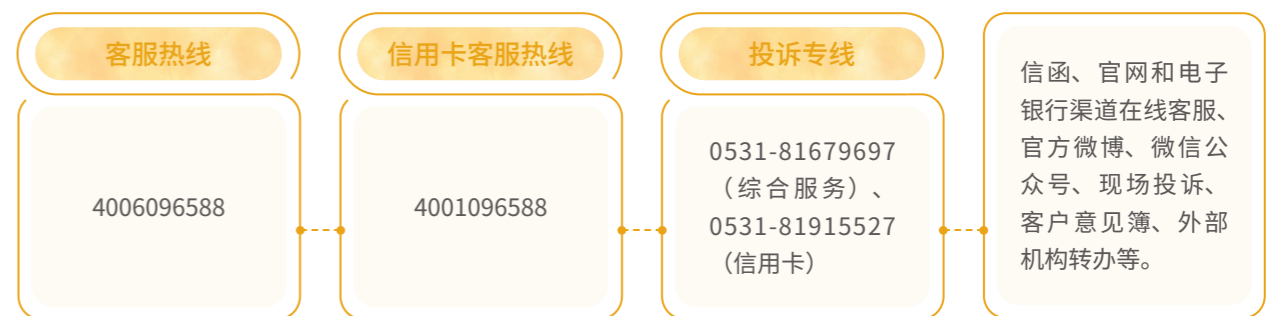 客服热线
4006096588
信用卡客服热线
4001096588
投诉专线
0531-81679697
（综合服务）、
0531-81915527
（信用卡）
信函、官网和电子
银行渠道在线客服、
官方微博、微信公
众号、现场投诉、
客户意见簿、外部
机构转办等。